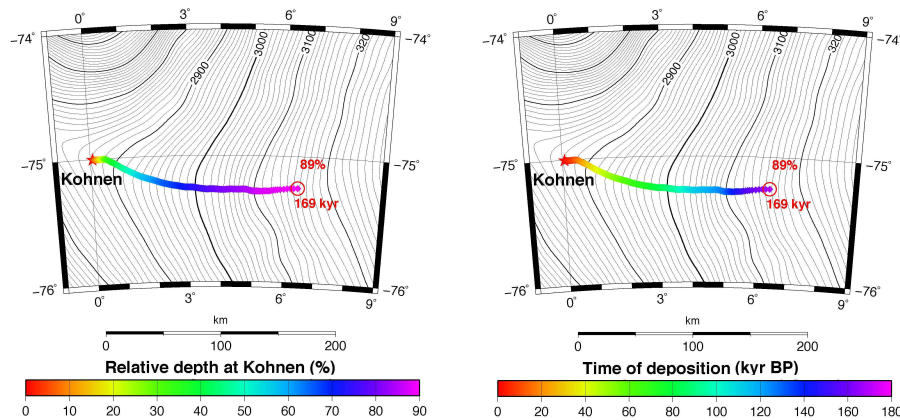 0° 3° 6° 9°
−74° −74°
2900 3000 3100 320
−75° −75°
Kohnen
89%
169 kyr
−76° −76°
0° 3° 6° 9°
km
0 100 200
Relative depth at Kohnen (%)
0 10 20 30 40 50 60 70 80 90
0° 3° 6° 9°
−74° −74°
2900 3000 3100 320
−75° −75°
Kohnen
89%
169 kyr
−76° −76°
0° 3° 6° 9°
km
0 100 200
Time of deposition (kyr BP)
0 20 40 60 80 100 120 140 160 180